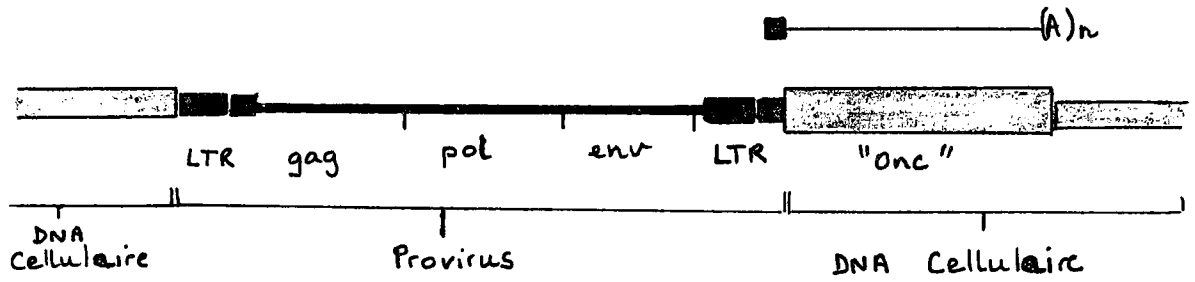 (A)n
LTR gag pol env LTR "onc"
DNA Cellulaire Provirus DNA Cellulaire